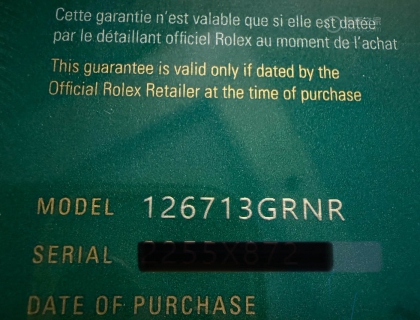 Cette garantie n'est valable que si elle est datée
par le détaillant officiel Rolex au moment de l'achat
This guarantee is valid only if dated by the
Official Rolex Retailer at the time of purchase
MODEL 126713GRNR
SERIAL
DATE OF PURCHASE